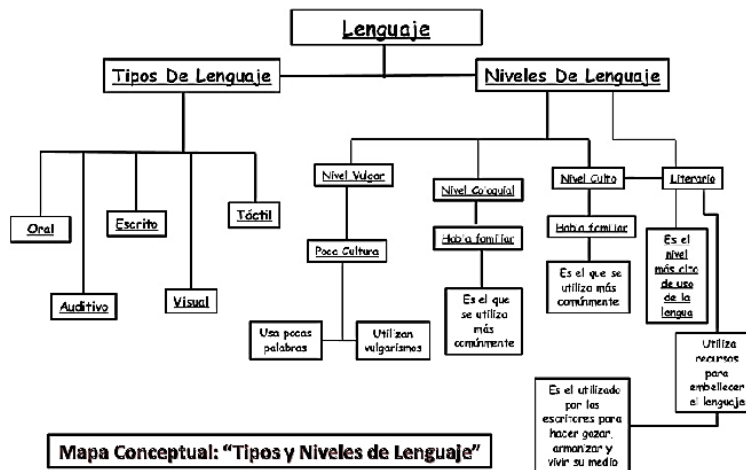 Lenguaje
Tipos De Lenguaje
Niveles De Lenguaje
Oral
Auditivo
Escrito
Visual
Táctil
Nivel Vulgar
Poca Cultura
Usa pocas
palabras
Utilizan
vulgarismos
Nivel Coloquial
Habla familiar
Es el que
se utiliza
más
comúnmente
Nivel Culto
Habla familiar
Es el que se
utiliza más
comúnmente
Literario
Es el
nivel
más alto
de uso
de la
lengua
Utiliza
recursos
para
embellecer
el lenguaje
Es el utilizado
por los
escritores para
hacer gozar,
armonizar y
vivir su medio
Mapa Conceptual: “Tipos y Niveles de Lenguaje”